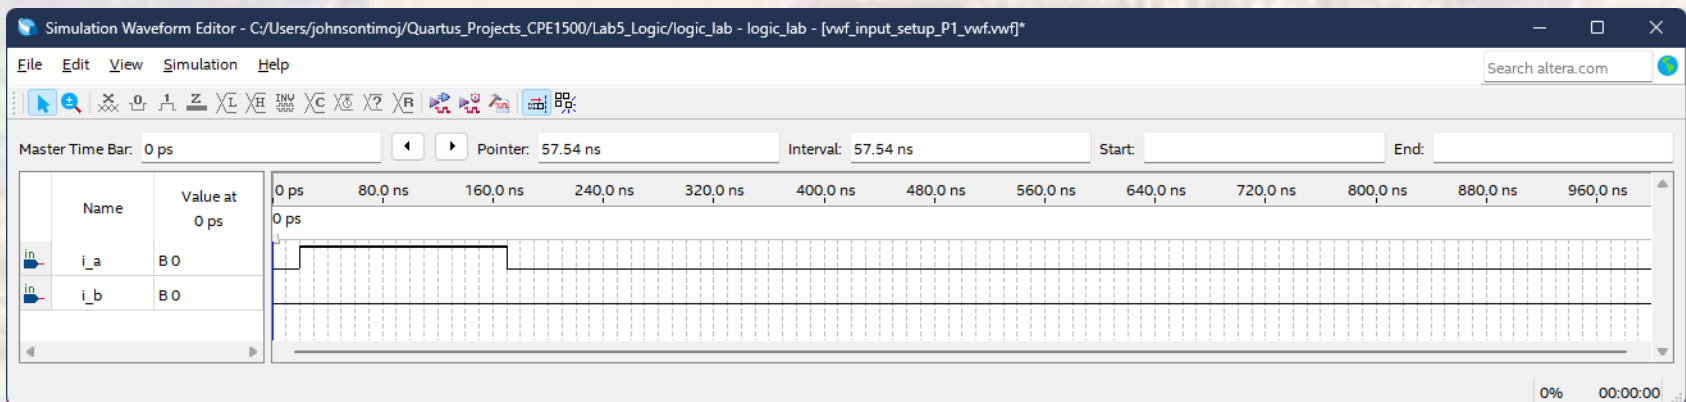 Simulation Waveform Editor - C:/Users/johnsontimoj/Quartus_Projects_CPE1500/Lab5_Logic/logic_lab - logic_lab - [vwf_input_setup_P1_vwf.vwf]*
File Edit View Simulation Help
Search altera.com
Master Time Bar: 0 ps Pointer: 57.54 ns Interval: 57.54 ns Start: End:
Name Value at 0 ps
0 ps 80.0 ns 160.0 ns 240.0 ns 320.0 ns 400.0 ns 480.0 ns 560.0 ns 640.0 ns 720.0 ns 800.0 ns 880.0 ns 960.0 ns
0 ps
in i_a B 0
in i_b B 0
0% 00:00:00